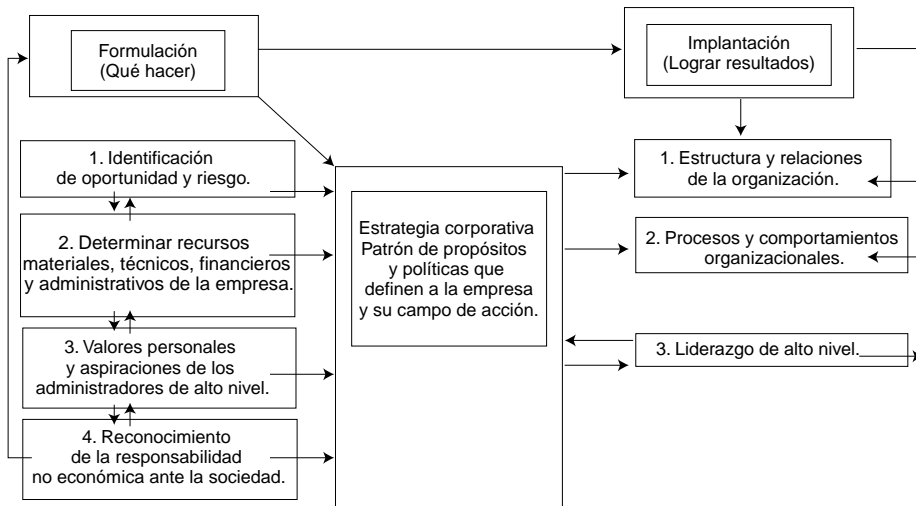 Formulación
(Qué hacer)
Implantación
(Lograr resultados)
1. Identificación
de oportunidad y riesgo.
2. Determinar recursos
materiales, técnicos, financieros
y administrativos de la empresa.
3. Valores personales
y aspiraciones de los
administradores de alto nivel.
4. Reconocimiento
de la responsabilidad
no económica ante la sociedad.
Estrategia corporativa
Patrón de propósitos
y políticas que
definen a la empresa
y su campo de acción.
1. Estructura y relaciones
de la organización.
2. Procesos y comportamientos
organizacionales.
3. Liderazgo de alto nivel.